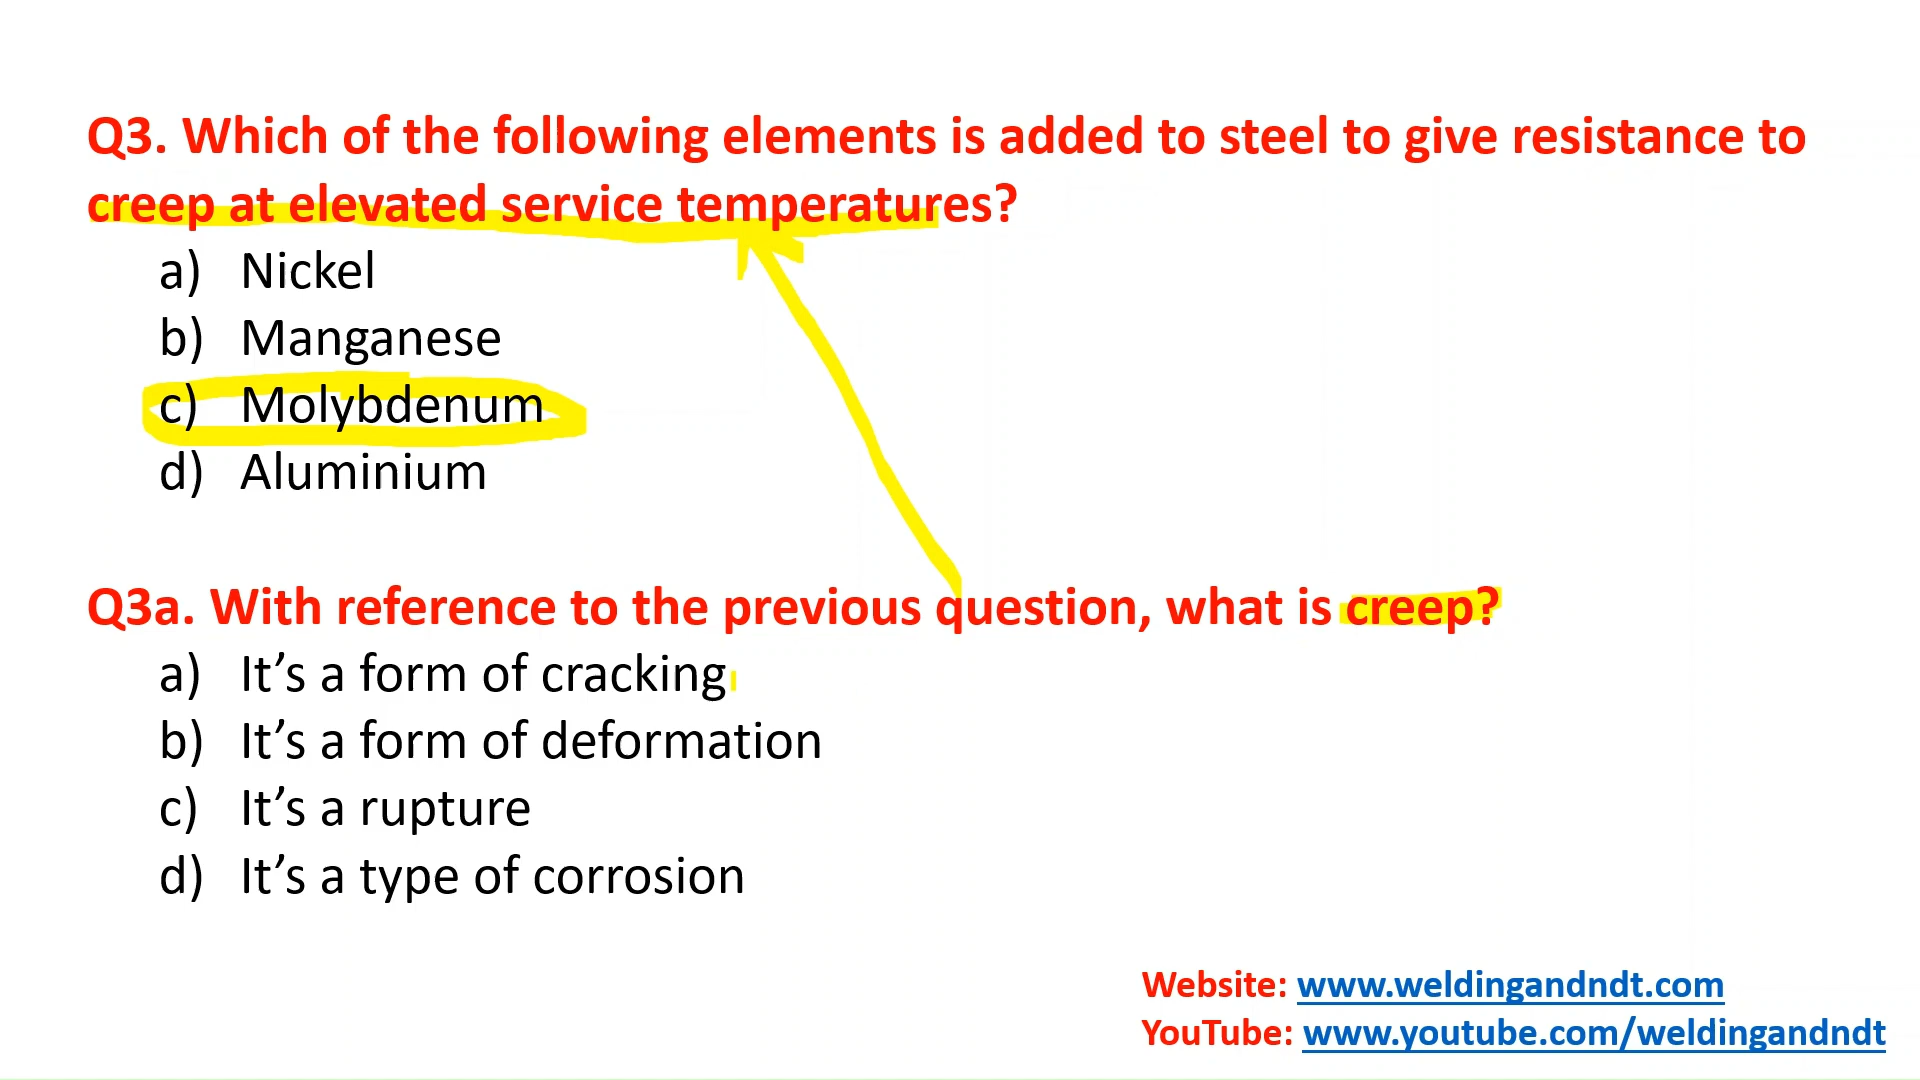 Q3. Which of the following elements is added to steel to give resistance to
creep at elevated service temperatures?
a) Nickel
b) Manganese
c) Molybdenum
d) Aluminium
Q3a. With reference to the previous question, what is creep?
a) It’s a form of cracking
b) It’s a form of deformation
c) It’s a rupture
d) It’s a type of corrosion
Website: www.weldingandndt.com
YouTube: www.youtube.com/weldingandndt